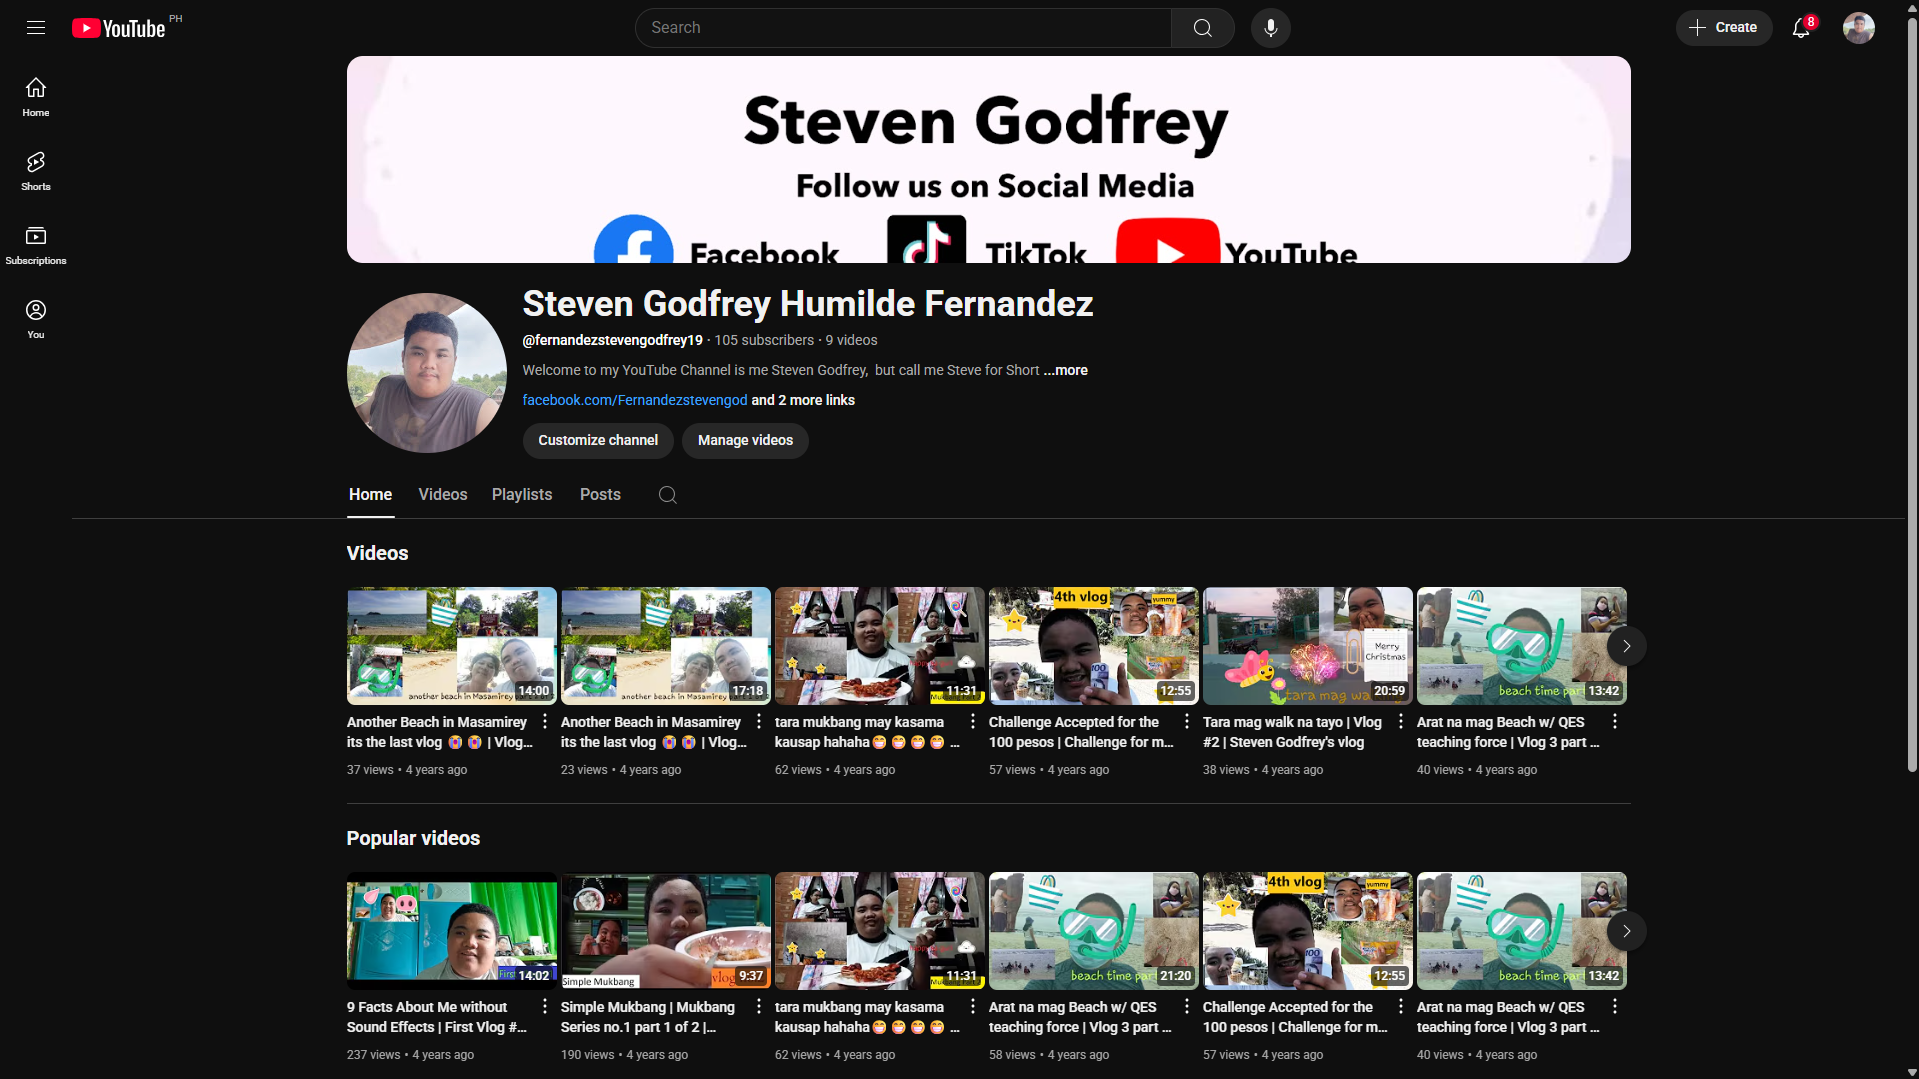 YouTube PH
Search
Create
8
Home
Shorts
Subscriptions
You
Steven Godfrey
Follow us on Social Media
Facebook TikTok YouTube
Steven Godfrey Humilde Fernandez
@fernandezstevengodfrey19 · 105 subscribers · 9 videos
Welcome to my YouTube Channel is me Steven Godfrey, but call me Steve for Short ...more
facebook.com/Fernandezstevengod and 2 more links
Customize channel Manage videos
Home Videos Playlists Posts
Videos
another beach in Masamirey 14:00
another beach in Masamirey 17:18
11:31
4th vlog yummy 100 12:55
Merry Christmas tara mag wa 20:59
beach time par 13:42
Another Beach in Masamirey
its the last vlog 😭😭 | Vlog...
37 views • 4 years ago
Another Beach in Masamirey
its the last vlog 😭😭 | Vlog...
23 views • 4 years ago
tara mukbang may kasama
kausap hahaha😁😁😁😁 ...
62 views • 4 years ago
Challenge Accepted for the
100 pesos | Challenge for m...
57 views • 4 years ago
Tara mag walk na tayo | Vlog
#2 | Steven Godfrey's vlog
38 views • 4 years ago
Arat na mag Beach w/ QES
teaching force | Vlog 3 part ...
40 views • 4 years ago
Popular videos
First 14:02
Simple Mukbang vlog 9:37
11:31
beach time part 21:20
4th vlog yummy 100 12:55
beach time par 13:42
9 Facts About Me without
Sound Effects | First Vlog #...
237 views • 4 years ago
Simple Mukbang | Mukbang
Series no.1 part 1 of 2 |...
190 views • 4 years ago
tara mukbang may kasama
kausap hahaha😁😁😁😁 ...
62 views • 4 years ago
Arat na mag Beach w/ QES
teaching force | Vlog 3 part ...
58 views • 4 years ago
Challenge Accepted for the
100 pesos | Challenge for m...
57 views • 4 years ago
Arat na mag Beach w/ QES
teaching force | Vlog 3 part ...
40 views • 4 years ago